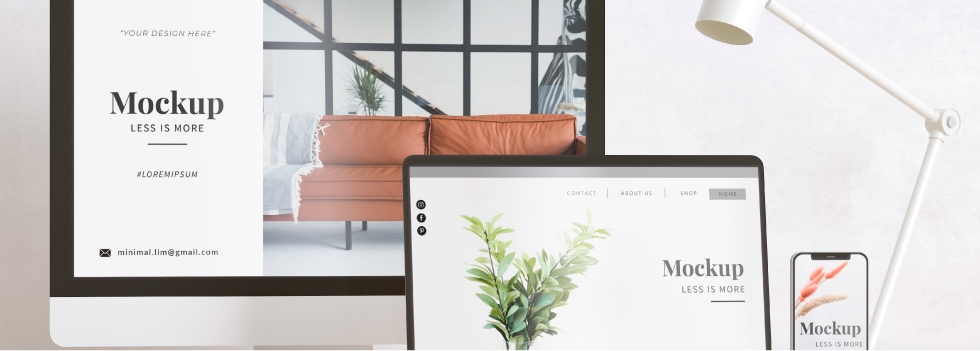 "YOUR DESIGN HERE"
Mockup
LESS IS MORE
#LOREMIPSUM
minimal.lim@gmail.com
CONTACT
ABOUT US
SHOP
HOME
Mockup
LESS IS MORE
Mockup
LESS IS MORE